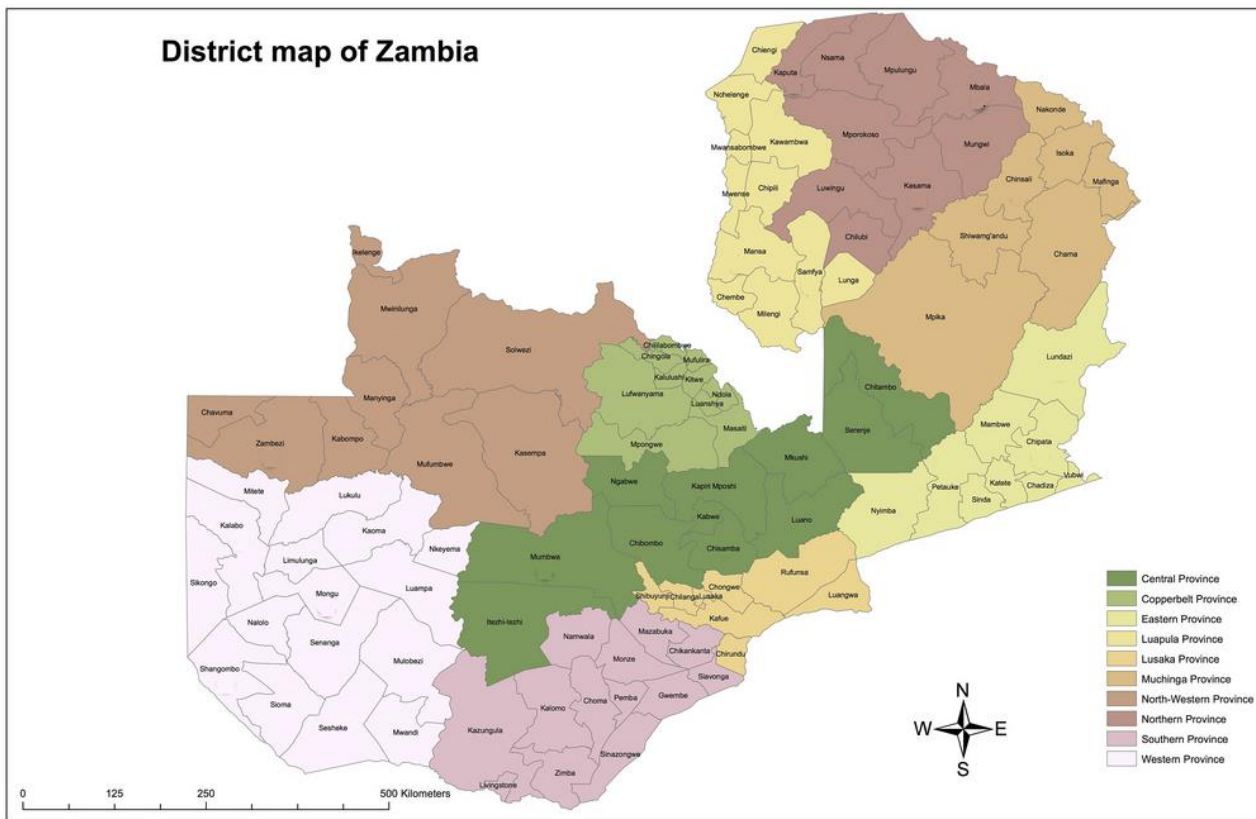 District map of Zambia
Chiengi
Kaputa
Nsama
Mpulungu
Mbala
Nchelenge
Nakonde
Mporokoso
Mungwi
Mwansabombwe
Kawambwa
Isoka
Chinsali
Mafinga
Mwense
Chipili
Luwingu
Kasama
Chilubi
Shiwamg'andu
Chama
Mansa
Samfya
Lunga
Chembe
Milengi
Mpika
Ikelenge
Mwinilunga
Solwezi
Chililabombwe
Chingola
Mufulira
Kalulushi
Kitwe
Lufwanyama
Ndola
Luanshya
Masaiti
Mpongwe
Lundazi
Chitambo
Serenje
Manyinga
Chavuma
Zambezi
Kabompo
Mufumbwe
Kasempa
Mambwe
Chipata
Vubwi
Katete
Chadiza
Petauke
Sinda
Nyimba
Mkushi
Ngabwe
Kapiri Mposhi
Kabwe
Luano
Chibombo
Chisamba
Mumbwa
Itezhi-tezhi
Mitete
Lukulu
Kalabo
Kaoma
Nkeyema
Limulunga
Sikongo
Mongu
Luampa
Nalolo
Senanga
Mulobezi
Shangombo
Sioma
Sesheke
Mwandi
Rufunsa
Luangwa
Chongwe
Shibuyunji
Chilanga
Lusaka
Kafue
Chirundu
Namwala
Mazabuka
Chikankanta
Monze
Siavonga
Choma
Pemba
Gwembe
Kalomo
Kazungula
Sinazongwe
Zimba
Livingstone
Central Province
Copperbelt Province
Eastern Province
Luapula Province
Lusaka Province
Muchinga Province
North-Western Province
Northern Province
Southern Province
Western Province
N
W E
S
0 125 250 500 Kilometers